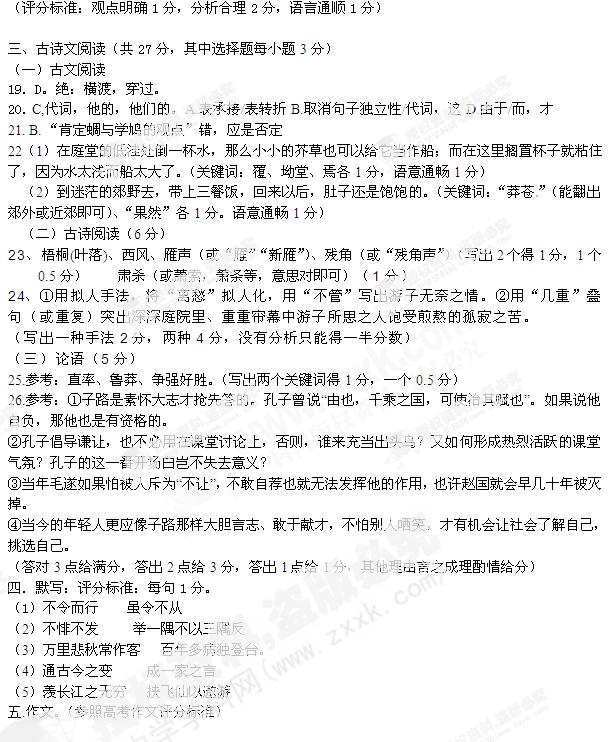 （评分标准：观点明确 1 分，分析合理 2 分，语言通顺 1 分）
三、古诗文阅读（共 27 分，其中选择题每小题 3 分）
（一）古文阅读
19．D。绝：横渡，穿过。
20．C,代词，他的，他们的。A.表承接/表转折 B.取消句子独立性/代词，这 D.由于/而，才
21. B. “肯定蜩与学鸠的观点”错，应是否定
22（1）在庭堂的低洼处倒一杯水，那么小小的芥草也可以给它当作船；而在这里搁置杯子就粘住
了，因为水太浅而船太大了。（关键词：覆、坳堂、焉各 1 分，语意通畅 1 分）
（2）到迷茫的郊野去，带上三餐饭，回来以后，肚子还是饱饱的。（关键词：“莽苍.”（能翻出
郊外或近郊即可）、“果然”各 1 分。语意通畅 1 分）
（二）古诗阅读（6 分）
23、 梧桐(叶落)、西风、雁声（或“雁”“新雁”）、残角（或“残角声”）（写出 2 个得 1 分，1 个
0.5 分） 肃杀（或萧索，萧条等，意思对即可）（1 分）
24、①用拟人手法，将“离愁”拟人化，用“不管”写出游子无奈之情。②用“几重”叠
句（或重复）突出深深庭院里、重重帘幕中游子所思之人饱受煎熬的孤寂之苦。
（写出一种手法 2 分，两种 4 分，没有分析只能得一半分数）
（三）论语（5 分）
25.参考：直率、鲁莽、争强好胜。（写出两个关键词得 1 分，一个 0.5 分）
26.参考：①子路是素怀大志才抢先答的。孔子曾说“由也，千乘之国，可使治其赋也”。如果说他
自负，那他也是有资格的。
②孔子倡导谦让，也不必用在课堂讨论上，否则，谁来充当出头鸟？又如何形成热烈活跃的课堂
气氛？孔子的这一番开场白岂不失去意义？
③当年毛遂如果怕被人斥为“不让”，不敢自荐也就无法发挥他的作用，也许赵国就会早几十年被灭
掉。
④当今的年轻人更应像子路那样大胆言志、敢于献才，不怕别人哂笑，才有机会让社会了解自己，
挑选自己。
（答对 3 点给满分，答出 2 点给 3 分，答出 1 点给 1 分，其他理由言之成理酌情给分）
四．默写：评分标准：每句 1 分。
（1）不令而行 虽令不从
（2）不悱不发 举一隅不以三隅反
（3）万里悲秋常作客 百年多病独登台。
（4）通古今之变 成一家之言
（5）羡长江之无穷 挟飞仙以遨游
五.作文。（参照高考作文评分标准）